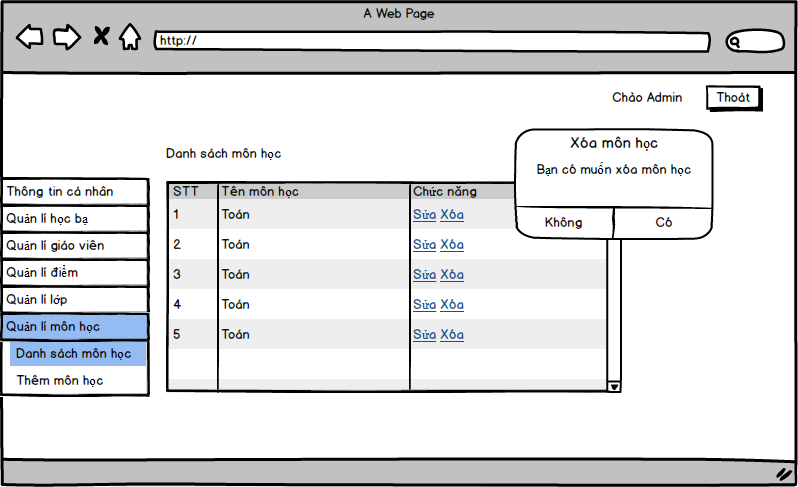 A Web Page
http://
Chào Admin
Thoát
Danh sách môn học
Xóa môn học
Bạn có muốn xóa môn học
Không
Có
Thông tin cá nhân
Quản lí học bạ
Quản lí giáo viên
Quản lí điểm
Quản lí lớp
Quản lí môn học
Danh sách môn học
Thêm môn học
STT Tên môn học Chức năng
1 Toán Sửa Xóa
2 Toán Sửa Xóa
3 Toán Sửa Xóa
4 Toán Sửa Xóa
5 Toán Sửa Xóa